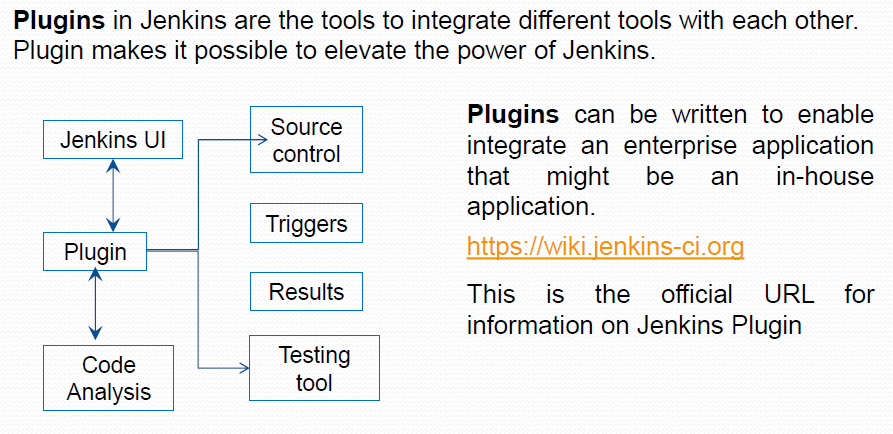 Plugins in Jenkins are the tools to integrate different tools with each other.
Plugin makes it possible to elevate the power of Jenkins.
Jenkins UI
Plugin
Code
Analysis
Source
control
Triggers
Results
Testing
tool
Plugins can be written to enable
integrate an enterprise application
that might be an in-house
application.
https://wiki.jenkins-ci.org
This is the official URL for
information on Jenkins Plugin